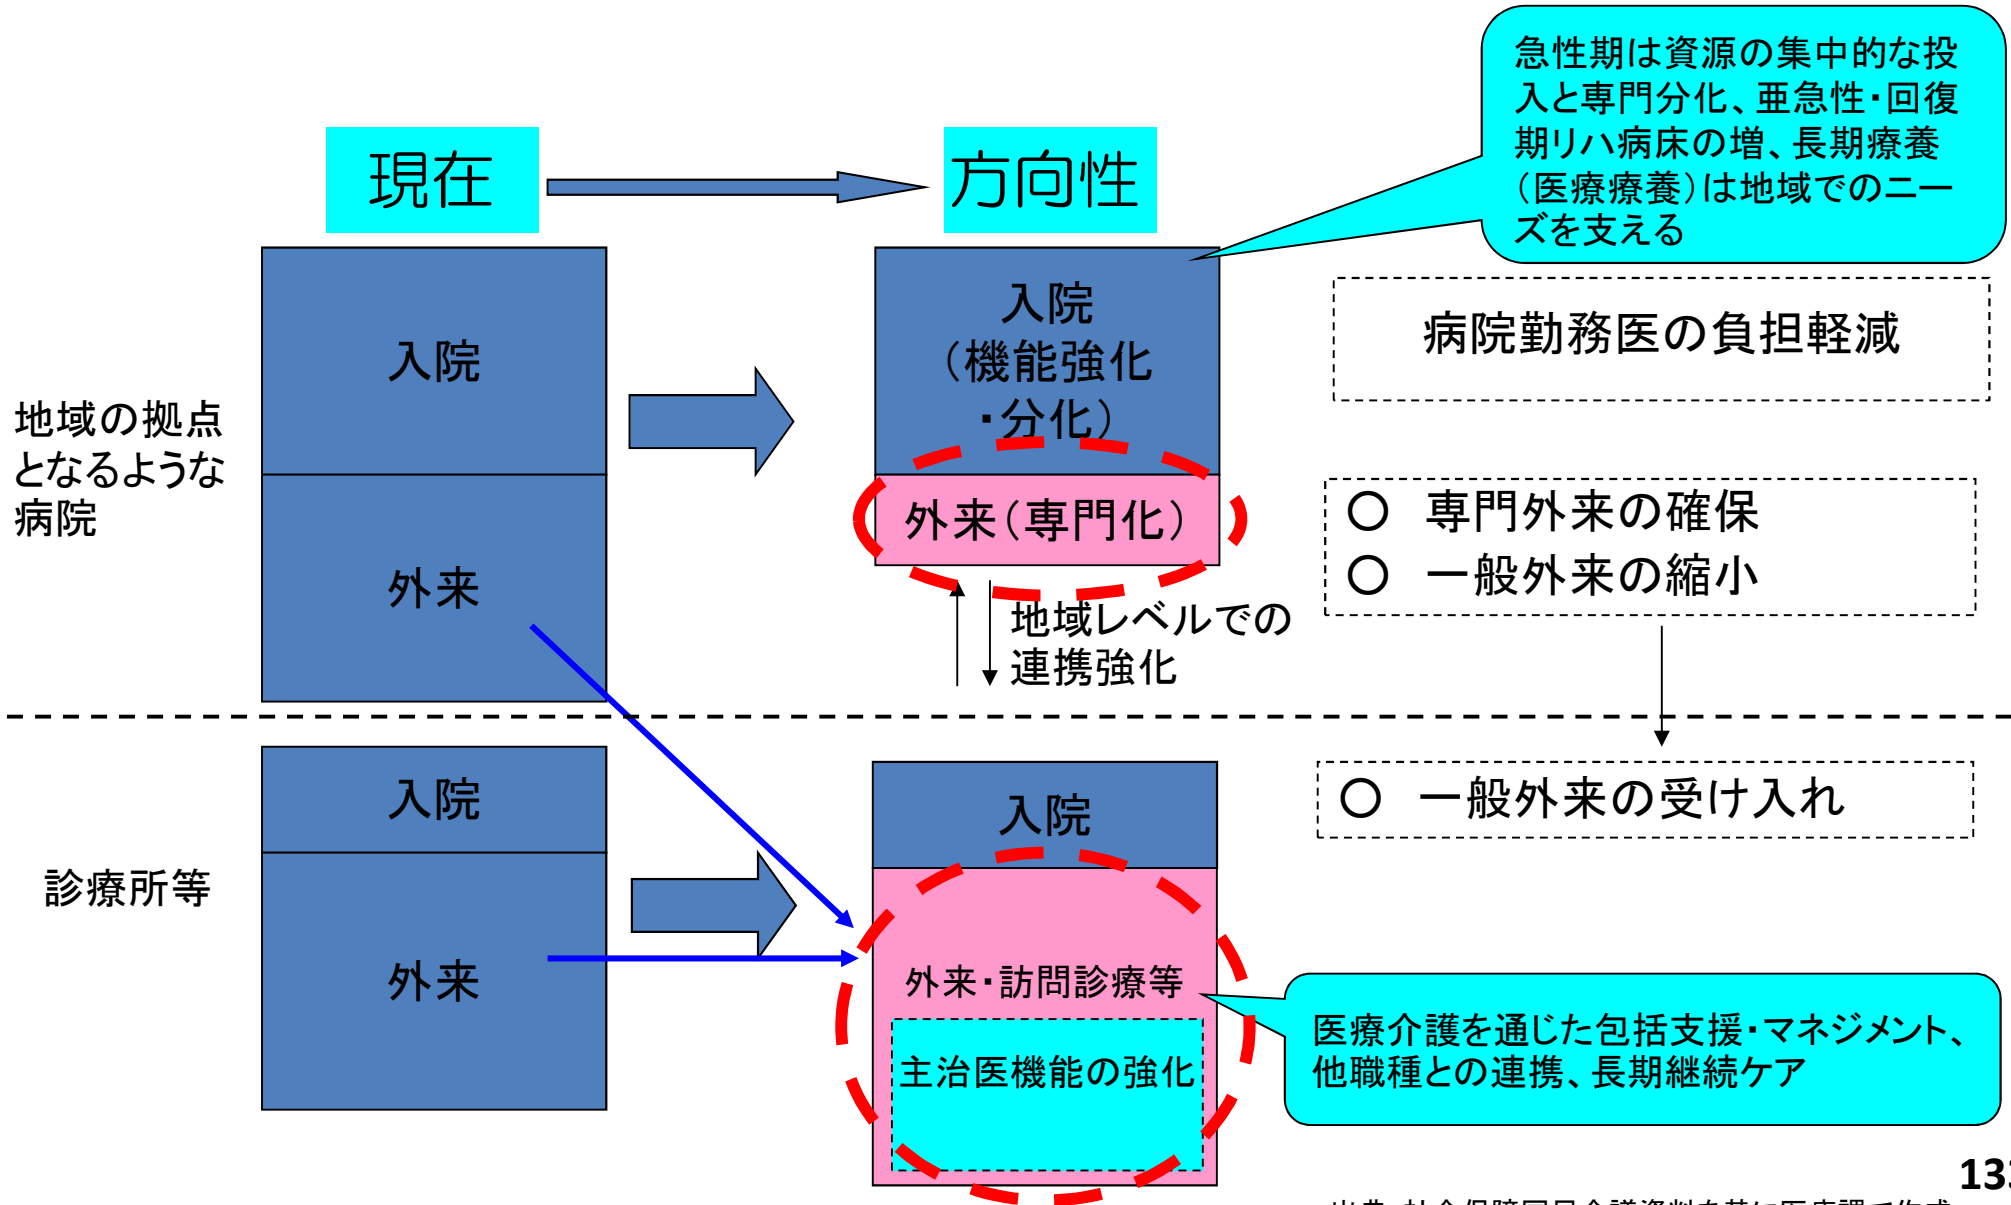 現在
方向性
急性期は資源の集中的な投
入と専門分化、亜急性・回復
期リハ病床の増、長期療養
（医療療養）は地域でのニー
ズを支える
地域の拠点
となるような
病院
入院
外来
入院
（機能強化
・分化）
外来（専門化）
病院勤務医の負担軽減
○　専門外来の確保
○　一般外来の縮小
地域レベルでの
連携強化
診療所等
入院
外来
入院
外来・訪問診療等
主治医機能の強化
○　一般外来の受け入れ
医療介護を通じた包括支援・マネジメント、
他職種との連携、長期継続ケア